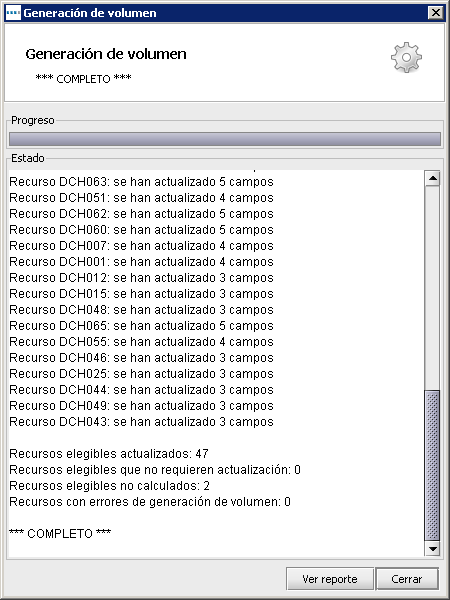 Generación de volumen
Generación de volumen
*** COMPLETO ***
Progreso
Estado
Recurso DCH063: se han actualizado 5 campos
Recurso DCH051: se han actualizado 4 campos
Recurso DCH062: se han actualizado 5 campos
Recurso DCH060: se han actualizado 5 campos
Recurso DCH007: se han actualizado 4 campos
Recurso DCH001: se han actualizado 4 campos
Recurso DCH012: se han actualizado 3 campos
Recurso DCH015: se han actualizado 3 campos
Recurso DCH048: se han actualizado 3 campos
Recurso DCH065: se han actualizado 5 campos
Recurso DCH055: se han actualizado 4 campos
Recurso DCH046: se han actualizado 3 campos
Recurso DCH025: se han actualizado 3 campos
Recurso DCH044: se han actualizado 3 campos
Recurso DCH049: se han actualizado 3 campos
Recurso DCH043: se han actualizado 3 campos
Recursos elegibles actualizados: 47
Recursos elegibles que no requieren actualización: 0
Recursos elegibles no calculados: 2
Recursos con errores de generación de volumen: 0
*** COMPLETO ***
Ver reporte
Cerrar